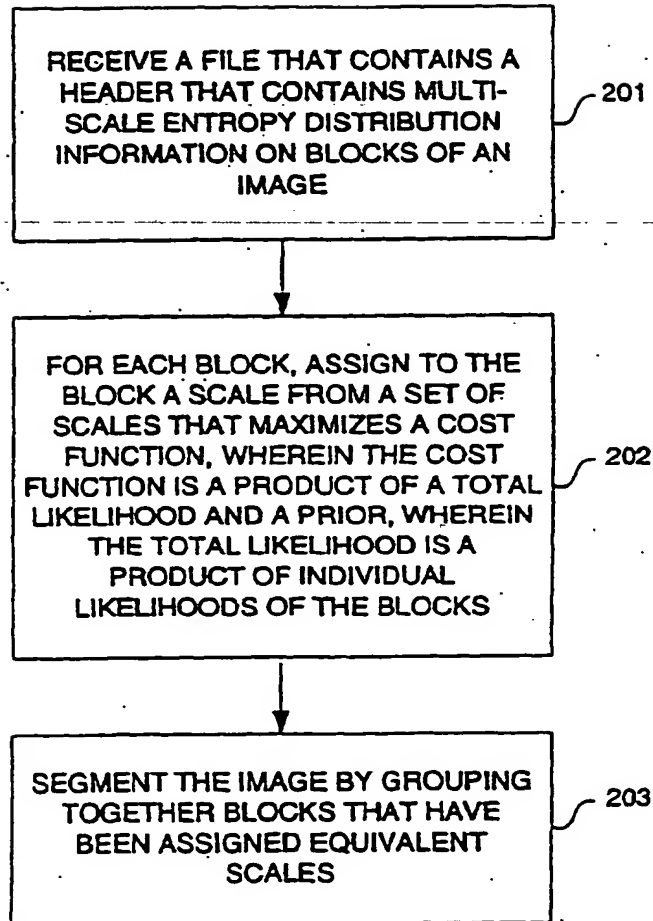 RECEIVE A FILE THAT CONTAINS A
HEADER THAT CONTAINS MULTI-
SCALE ENTROPY DISTRIBUTION
INFORMATION ON BLOCKS OF AN
IMAGE
201
FOR EACH BLOCK, ASSIGN TO THE
BLOCK A SCALE FROM A SET OF
SCALES THAT MAXIMIZES A COST
FUNCTION, WHEREIN THE COST
FUNCTION IS A PRODUCT OF A TOTAL
LIKELIHOOD AND A PRIOR, WHEREIN
THE TOTAL LIKELIHOOD IS A
PRODUCT OF INDIVIDUAL
LIKELIHOODS OF THE BLOCKS
202
SEGMENT THE IMAGE BY GROUPING
TOGETHER BLOCKS THAT HAVE
BEEN ASSIGNED EQUIVALENT
SCALES
203